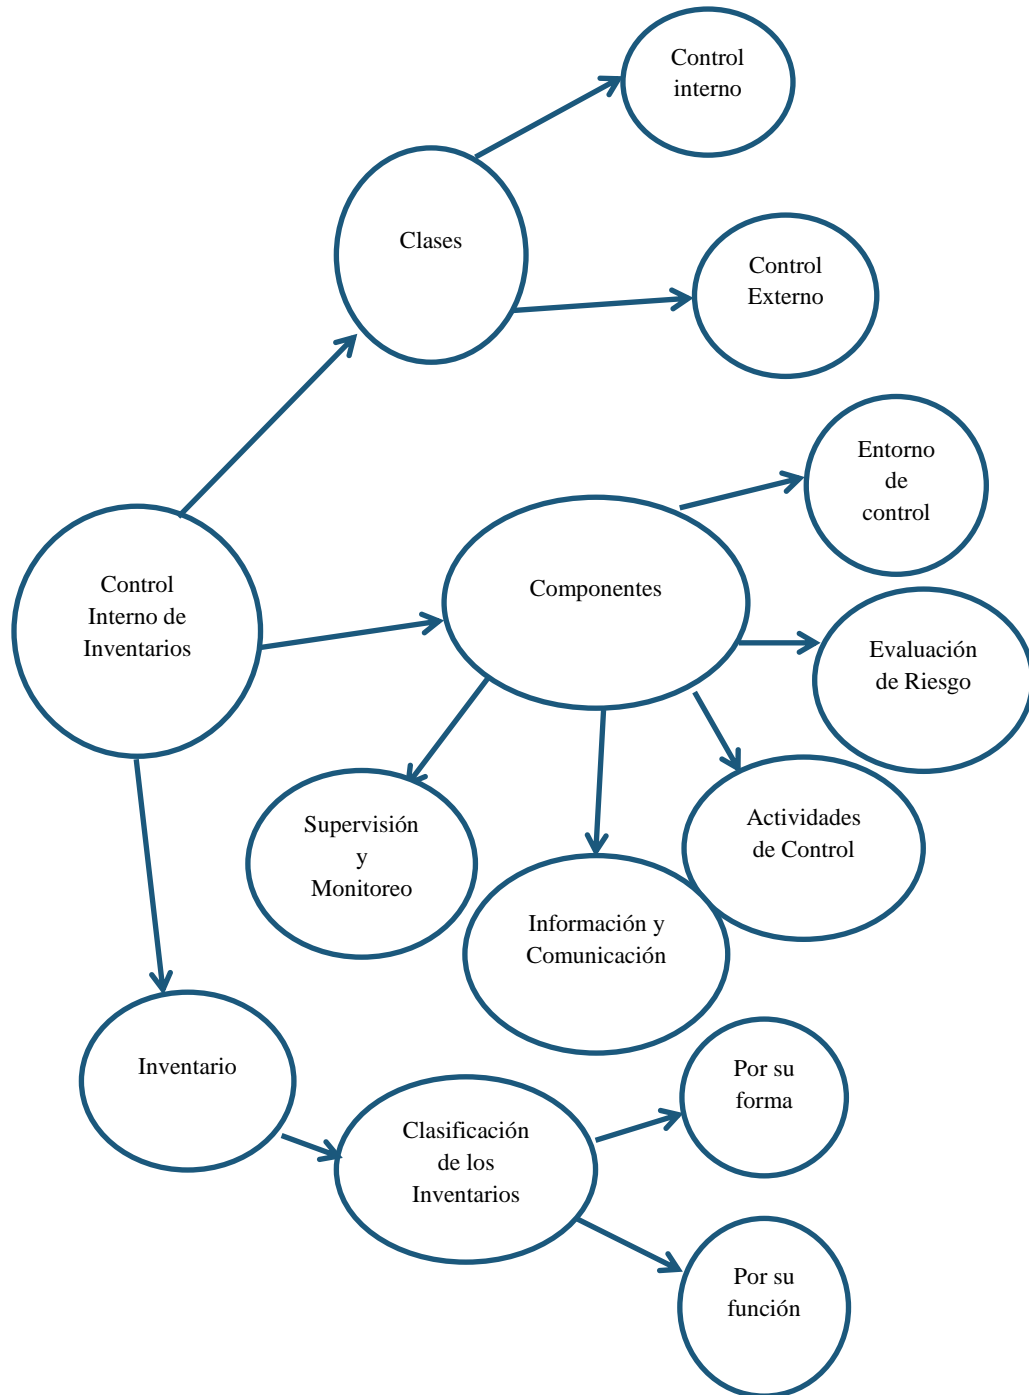 Control
interno
Clases
Control
Externo
Entorno
de
control
Control
Interno de
Inventarios
Componentes
Evaluación
de Riesgo
Supervisión
y
Monitoreo
Actividades
de Control
Información y
Comunicación
Inventario
Clasificación
de los
Inventarios
Por su
forma
Por su
función